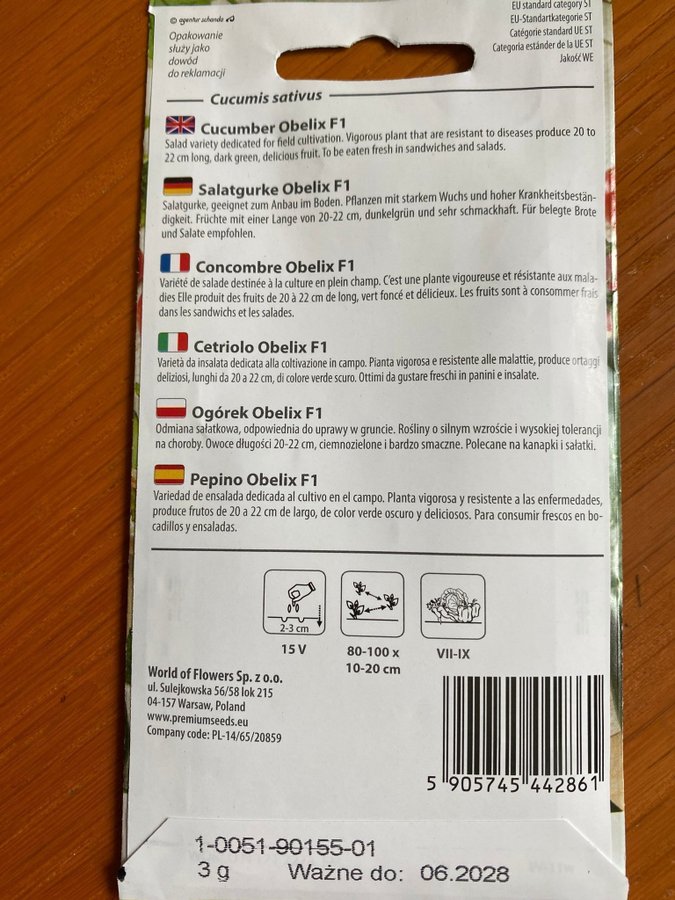 © agentur schanda
Opakowanie
służy jako
dowód
do reklamacji
EU standard category ST
EU-Standartkategorie ST
Catégorie standard UE ST
Categoria estánder de la UE ST
Jakość WE
Cucumis sativus
Cucumber Obelix F1
Salad variety dedicated for field cultivation. Vigorous plant that are resistant to diseases produce 20 to
22 cm long, dark green, delicious fruit. To be eaten fresh in sandwiches and salads.
Salatgurke Obelix F1
Salatgurke, geeignet zum Anbau im Boden. Pflanzen mit starkem Wuchs und hoher Krankheitsbestän-
digkeit. Früchte mit einer Lange von 20-22 cm, dunkelgrün und sehr schmackhaft. Für belegte Brote
und Salate empfohlen.
Concombre Obelix F1
Variété de salade destinée à la culture en plein champ. C'est une plante vigoureuse et résistante aux mala-
dies Elle produit des fruits de 20 à 22 cm de long, vert foncé et délicieux. Les fruits sont à consommer frais
dans les sandwichs et les salades.
Cetriolo Obelix F1
Varietà da insalata dedicata alla coltivazione in campo. Pianta vigorosa e resistente alle malattie, produce ortaggi
deliziosi, lunghi da 20 a 22 cm, di colore verde scuro. Ottimi da gustare freschi in panini e insalate.
Ogórek Obelix F1
Odmiana sałatkowa, odpowiednia do uprawy w gruncie. Rośliny o silnym wzroście i wysokiej tolerancji
na choroby. Owoce długości 20-22 cm, ciemnozielone i bardzo smaczne. Polecane na kanapki i sałatki.
Pepino Obelix F1
Variedad de ensalada dedicada al cultivo en el campo. Planta vigorosa y resistente a las enfermedades,
produce frutos de 20 a 22 cm de largo, de color verde oscuro y deliciosos. Para consumir frescos en bo-
cadillos y ensaladas.
2-3 cm
15 V
80-100 x
10-20 cm
VII-IX
World of Flowers Sp. z o.o.
ul. Sulejkowska 56/58 lok 215
04-157 Warsaw, Poland
www.premiumseeds.eu
Company code: PL-14/65/20859
5 905745 442861
1-0051-90155-01
3 g Ważne do: 06.2028